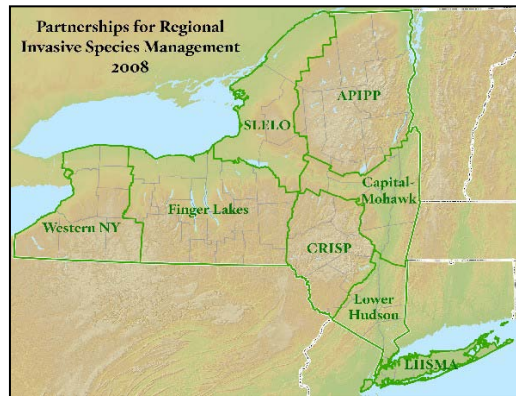 Partnerships for Regional
Invasive Species Management
2008
APIPP
SLELO
Capital-
Mohawk
Finger Lakes
Western NY
CRISP
Lower
Hudson
LIISMA